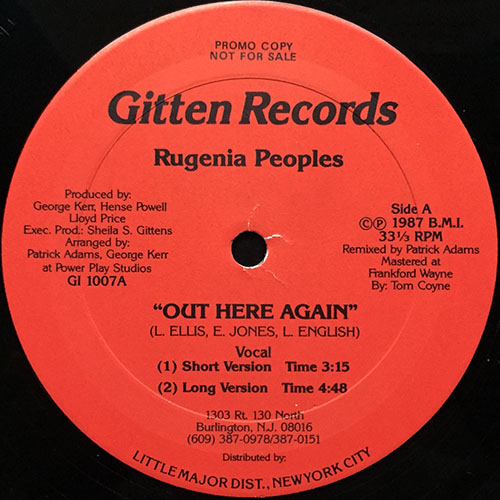 PROMO COPY
NOT FOR SALE
Gitten Records
Rugenia Peoples
Produced by:
George Kerr, Hense Powell
Lloyd Price
Exec. Prod.: Sheila S. Gittens
Arranged by:
Patrick Adams, George Kerr
at Power Play Studios
GI 1007A
Side A
©℗ 1987 B.M.I.
33⅓ RPM
Remixed by Patrick Adams
Mastered at
Frankford Wayne
By: Tom Coyne
“OUT HERE AGAIN”
(L. ELLIS, E. JONES, L. ENGLISH)
Vocal
(1) Short Version Time 3:15
(2) Long Version Time 4:48
1303 Rt. 130 North
Burlington, N.J. 08016
(609) 387-0978/387-0151
Distributed by:
LITTLE MAJOR DIST., NEW YORK CITY